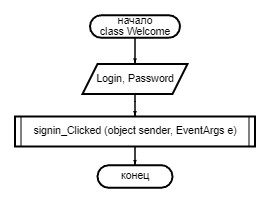 начало
class Welcome
Login, Password
signin_Clicked (object sender, EventArgs e)
конец